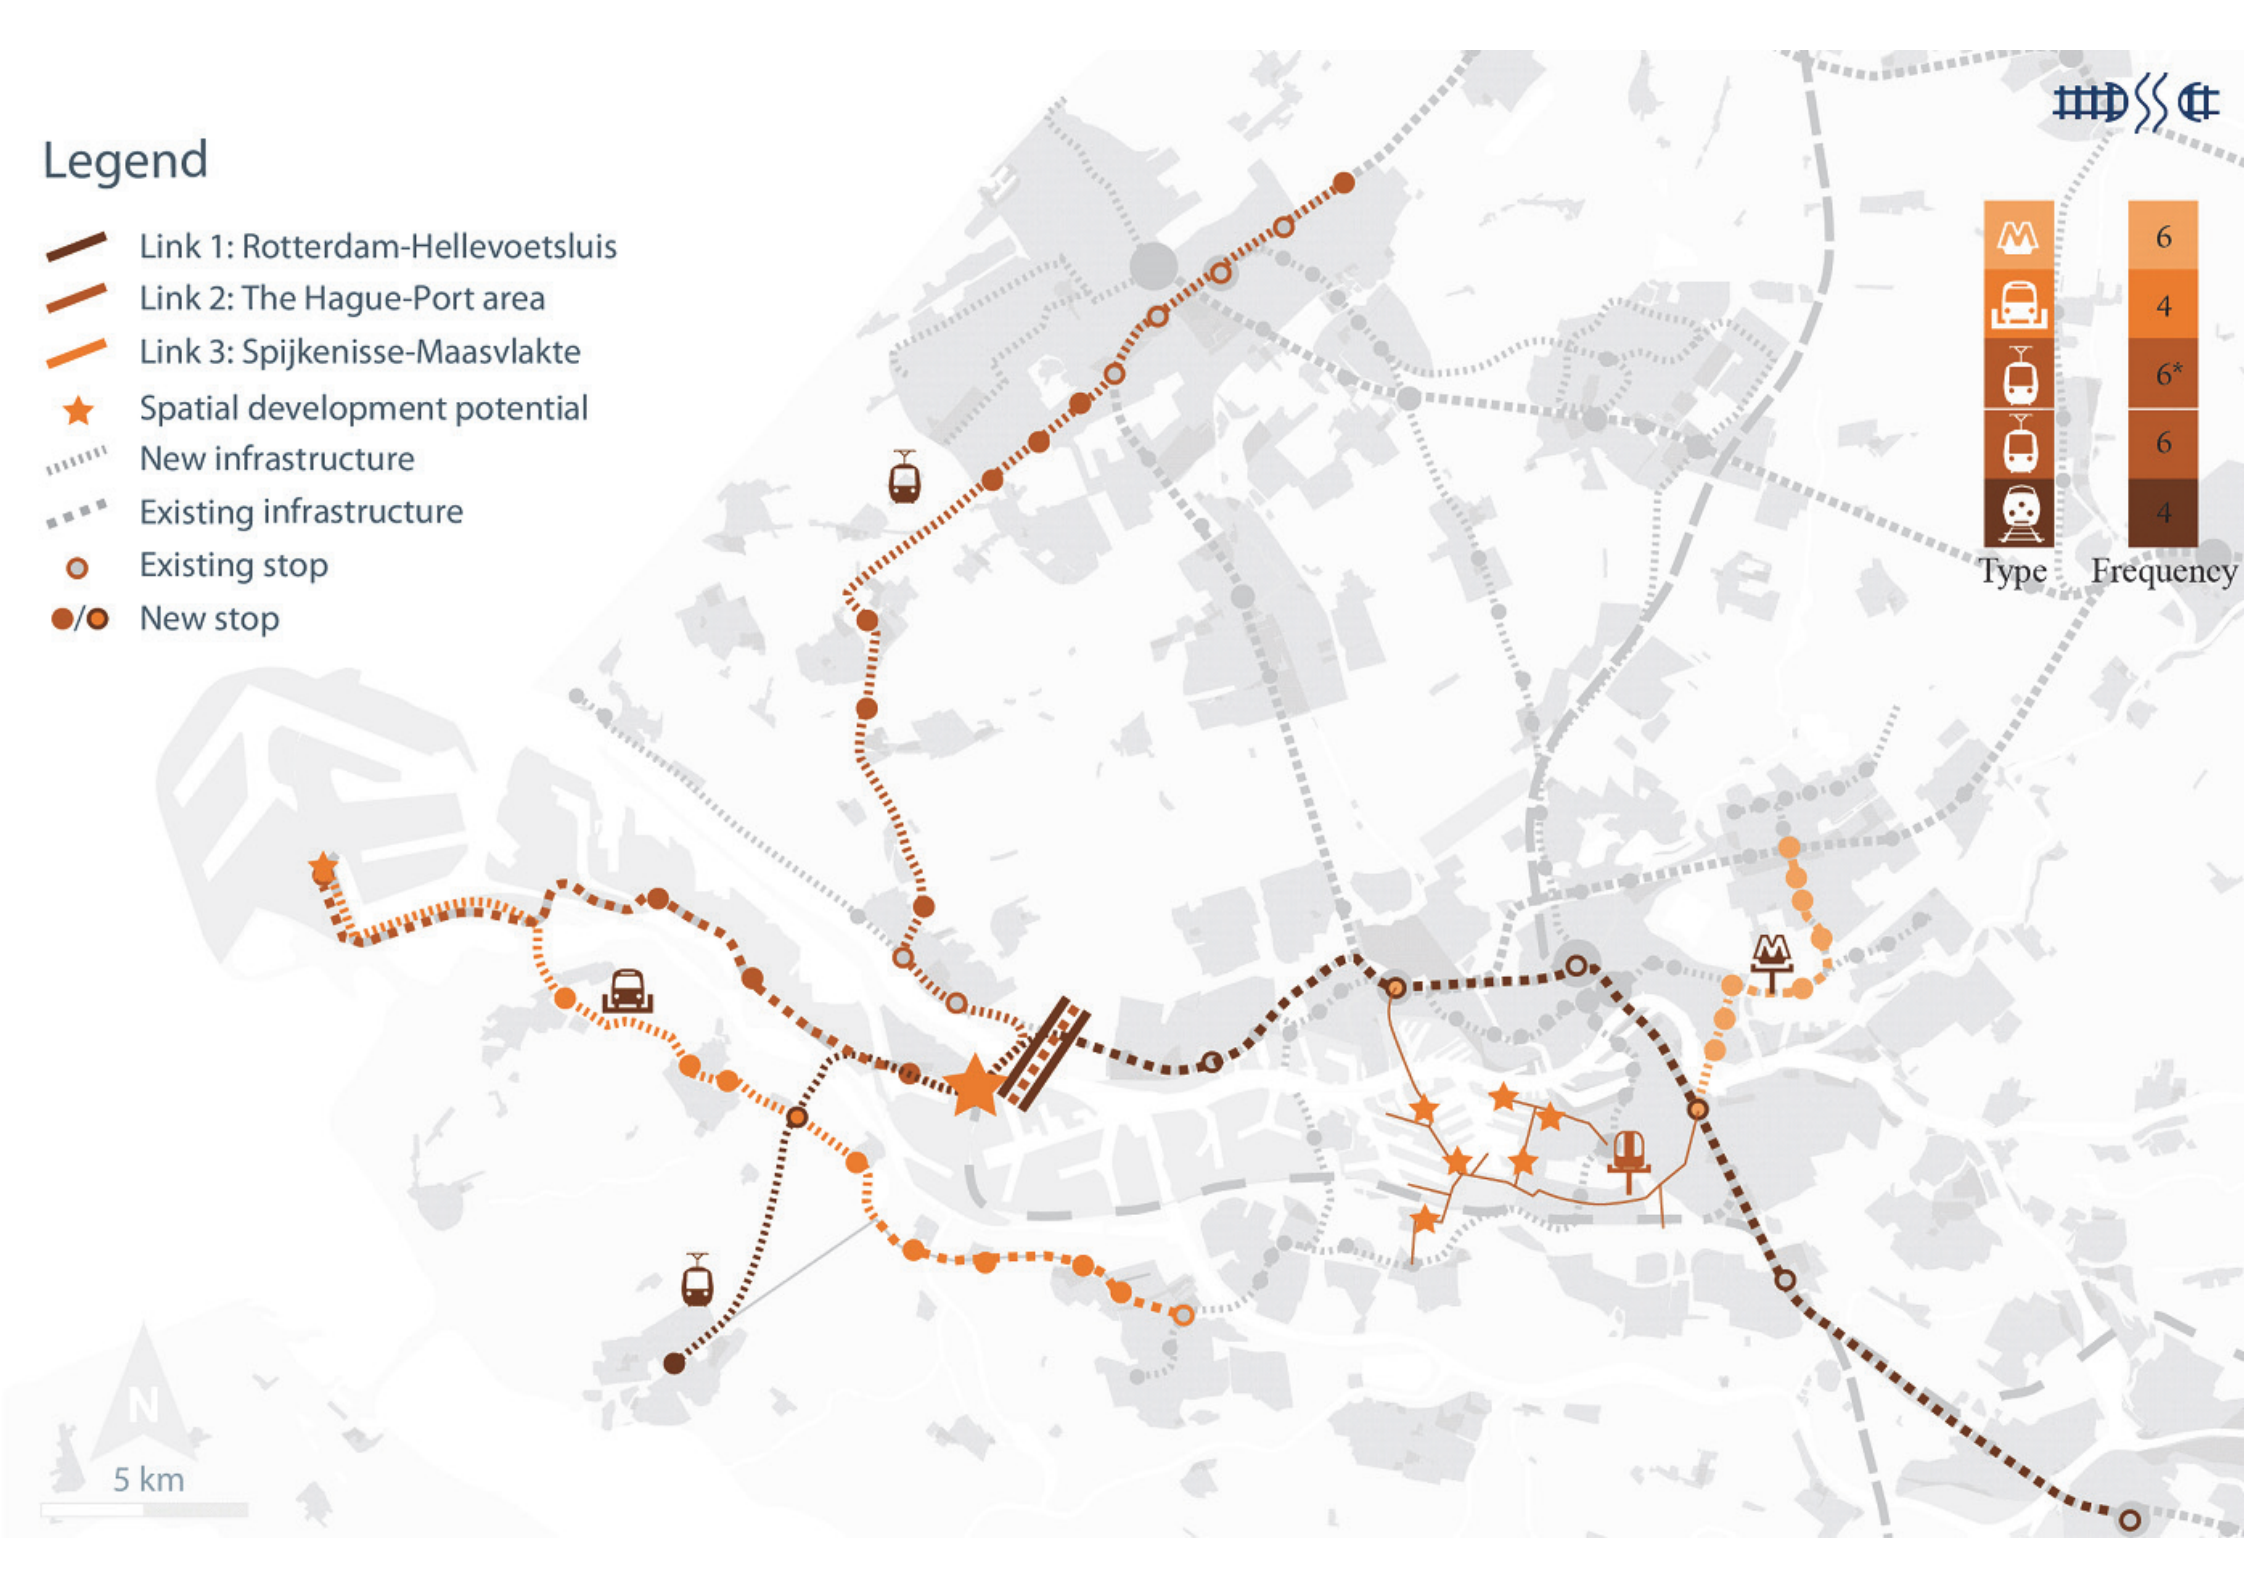 Legend
Link 1: Rotterdam-Hellevoetsluis
Link 2: The Hague-Port area
Link 3: Spijkenisse-Maasvlakte
Spatial development potential
New infrastructure
Existing infrastructure
Existing stop
/ New stop
6
4
6*
6
4
Type Frequency
N
5 km